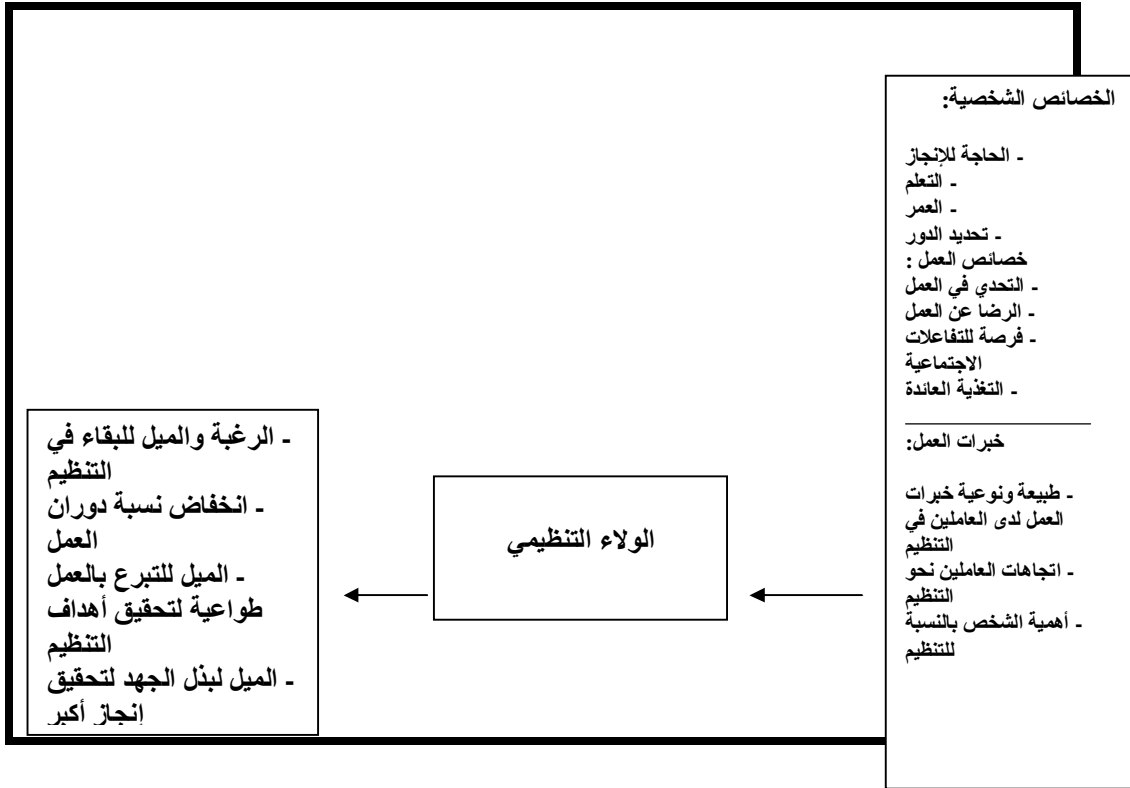 الخصائص الشخصية:
- الحاجة للإنجاز
- التعلم
- العمر
- تحديد الدور
خصائص العمل :
- التحدي في العمل
- الرضا عن العمل
- فرصة للتفاعلات
الاجتماعية
- التغذية العائدة
خبرات العمل:
- طبيعة ونوعية خبرات
العمل لدى العاملين في
التنظيم
- اتجاهات العاملين نحو
التنظيم
- أهمية الشخص بالنسبة
للتنظيم
الولاء التنظيمي
- الرغبة والميل للبقاء في
التنظيم
- انخفاض نسبة دوران
العمل
- الميل للتبرع بالعمل
طواعية لتحقيق أهداف
التنظيم
- الميل لبذل الجهد لتحقيق
إنجاز أكبر